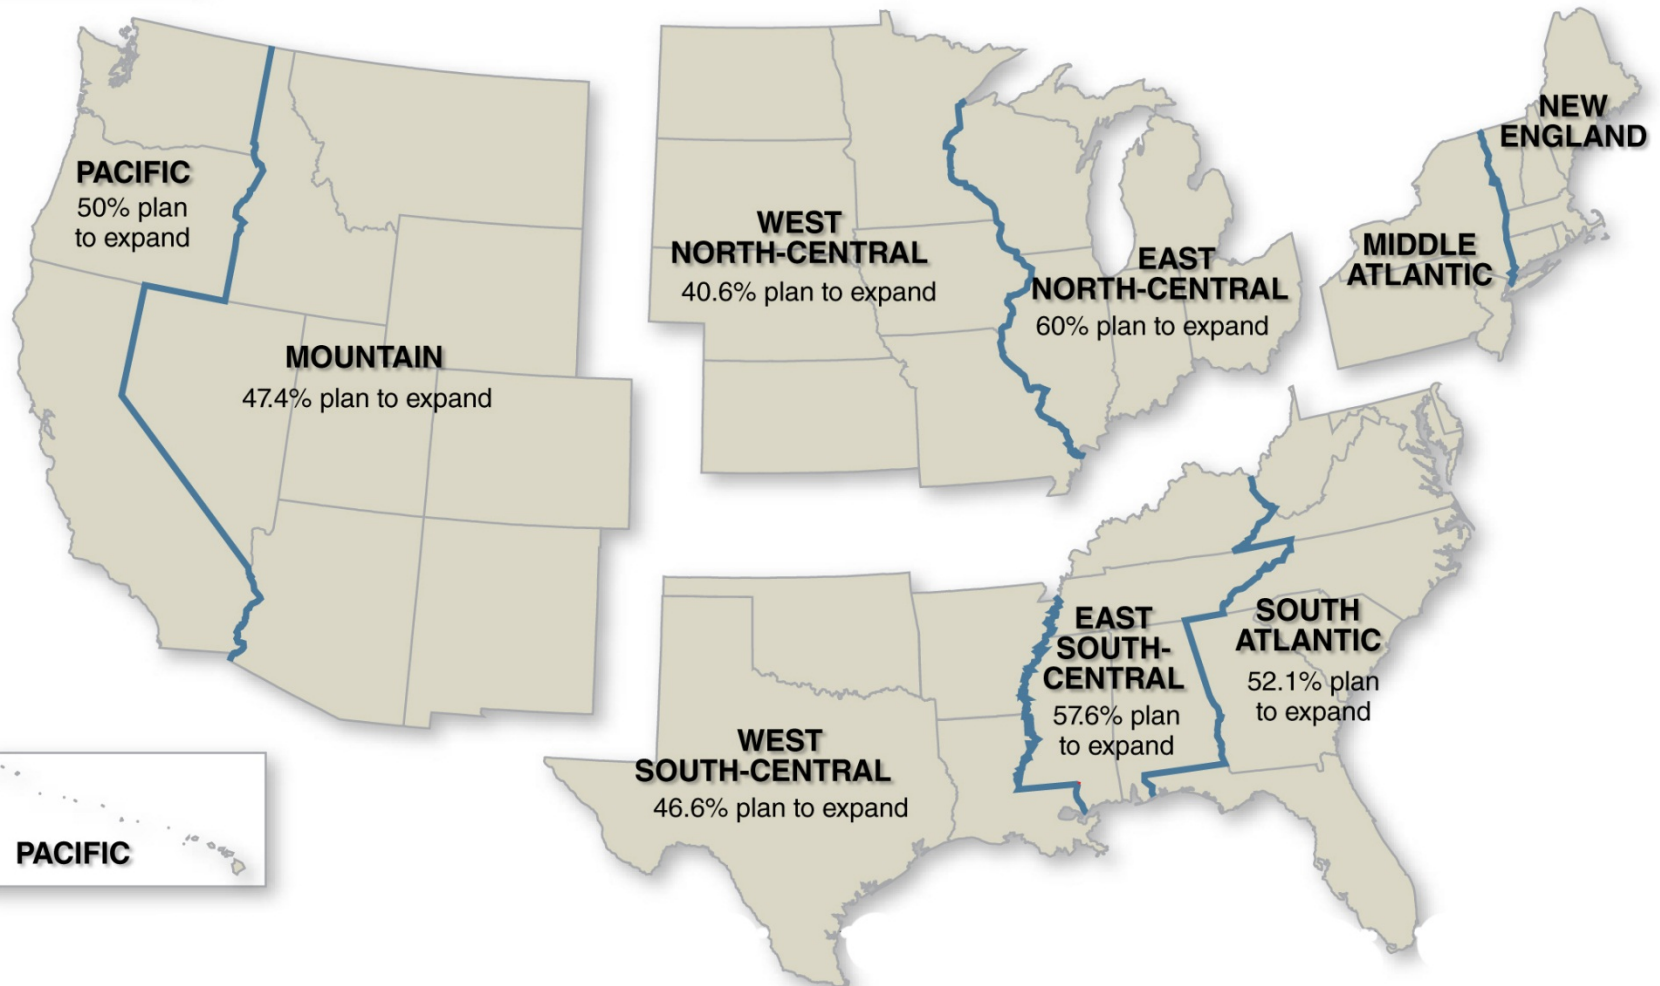 PACIFIC
50% plan
to expand
MOUNTAIN
47.4% plan to expand
WEST
NORTH-CENTRAL
40.6% plan to expand
EAST
NORTH-CENTRAL
60% plan to expand
NEW
ENGLAND
MIDDLE
ATLANTIC
WEST
SOUTH-CENTRAL
46.6% plan to expand
EAST
SOUTH-
CENTRAL
57.6% plan
to expand
SOUTH
ATLANTIC
52.1% plan
to expand
PACIFIC